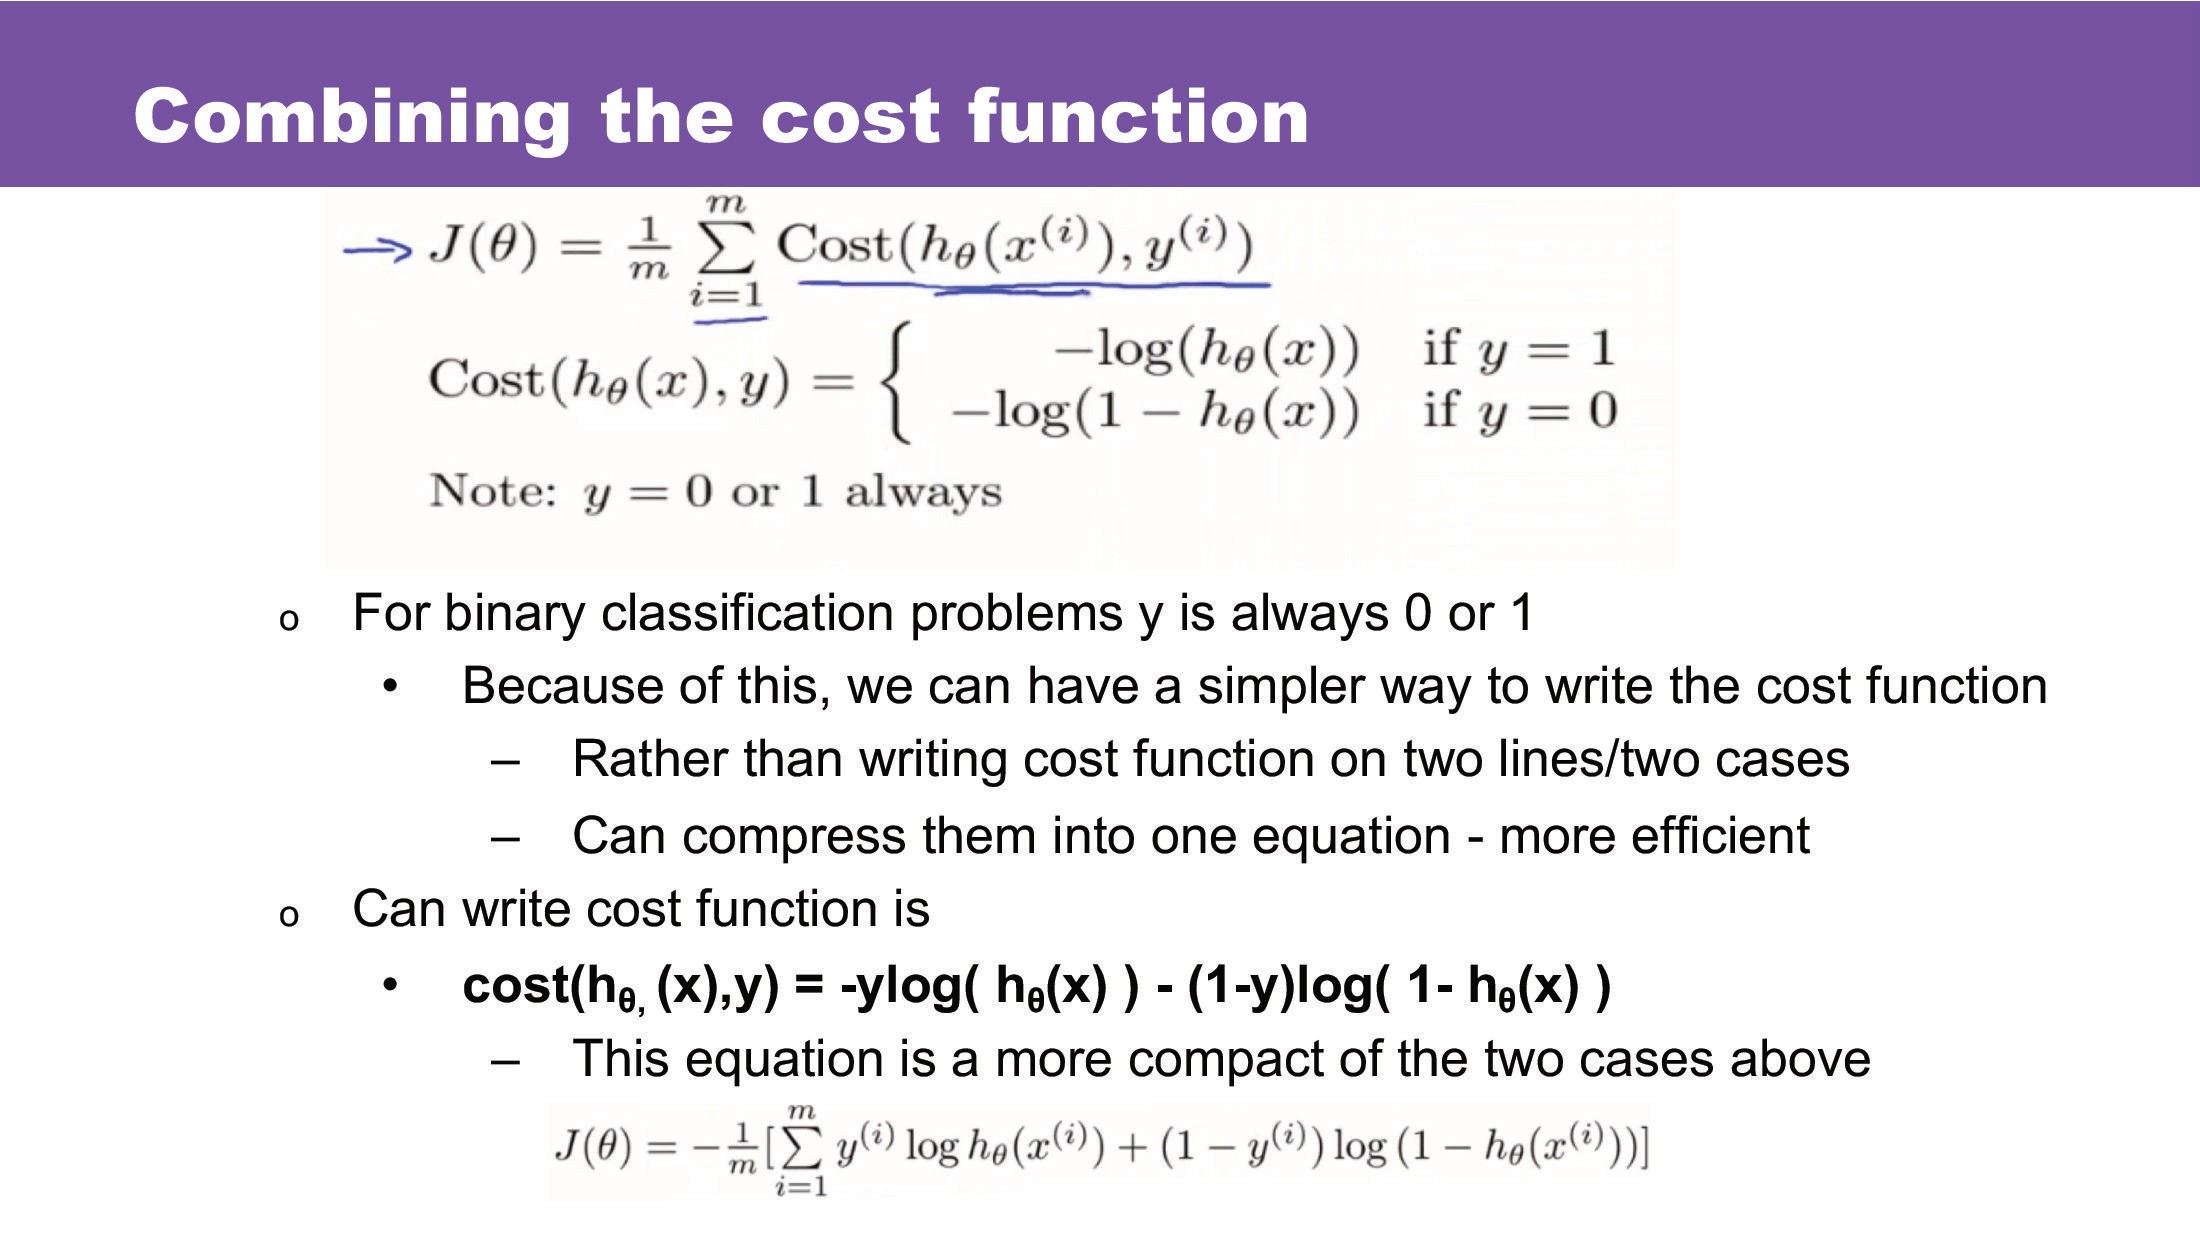 Combining the cost function
→ J(θ) = 1/m ∑_{i=1}^{m} Cost(h_θ(x^{(i)}), y^{(i)})
Cost(h_θ(x), y) = { −log(h_θ(x)) if y = 1
−log(1 − h_θ(x)) if y = 0
Note: y = 0 or 1 always
o For binary classification problems y is always 0 or 1
• Because of this, we can have a simpler way to write the cost function
– Rather than writing cost function on two lines/two cases
– Can compress them into one equation - more efficient
o Can write cost function is
• cost(h_θ, (x),y) = -ylog( h_θ(x) ) - (1-y)log( 1- h_θ(x) )
– This equation is a more compact of the two cases above
J(θ) = −1/m [∑_{i=1}^{m} y^{(i)} log h_θ(x^{(i)}) + (1 − y^{(i)}) log (1 − h_θ(x^{(i)}))]